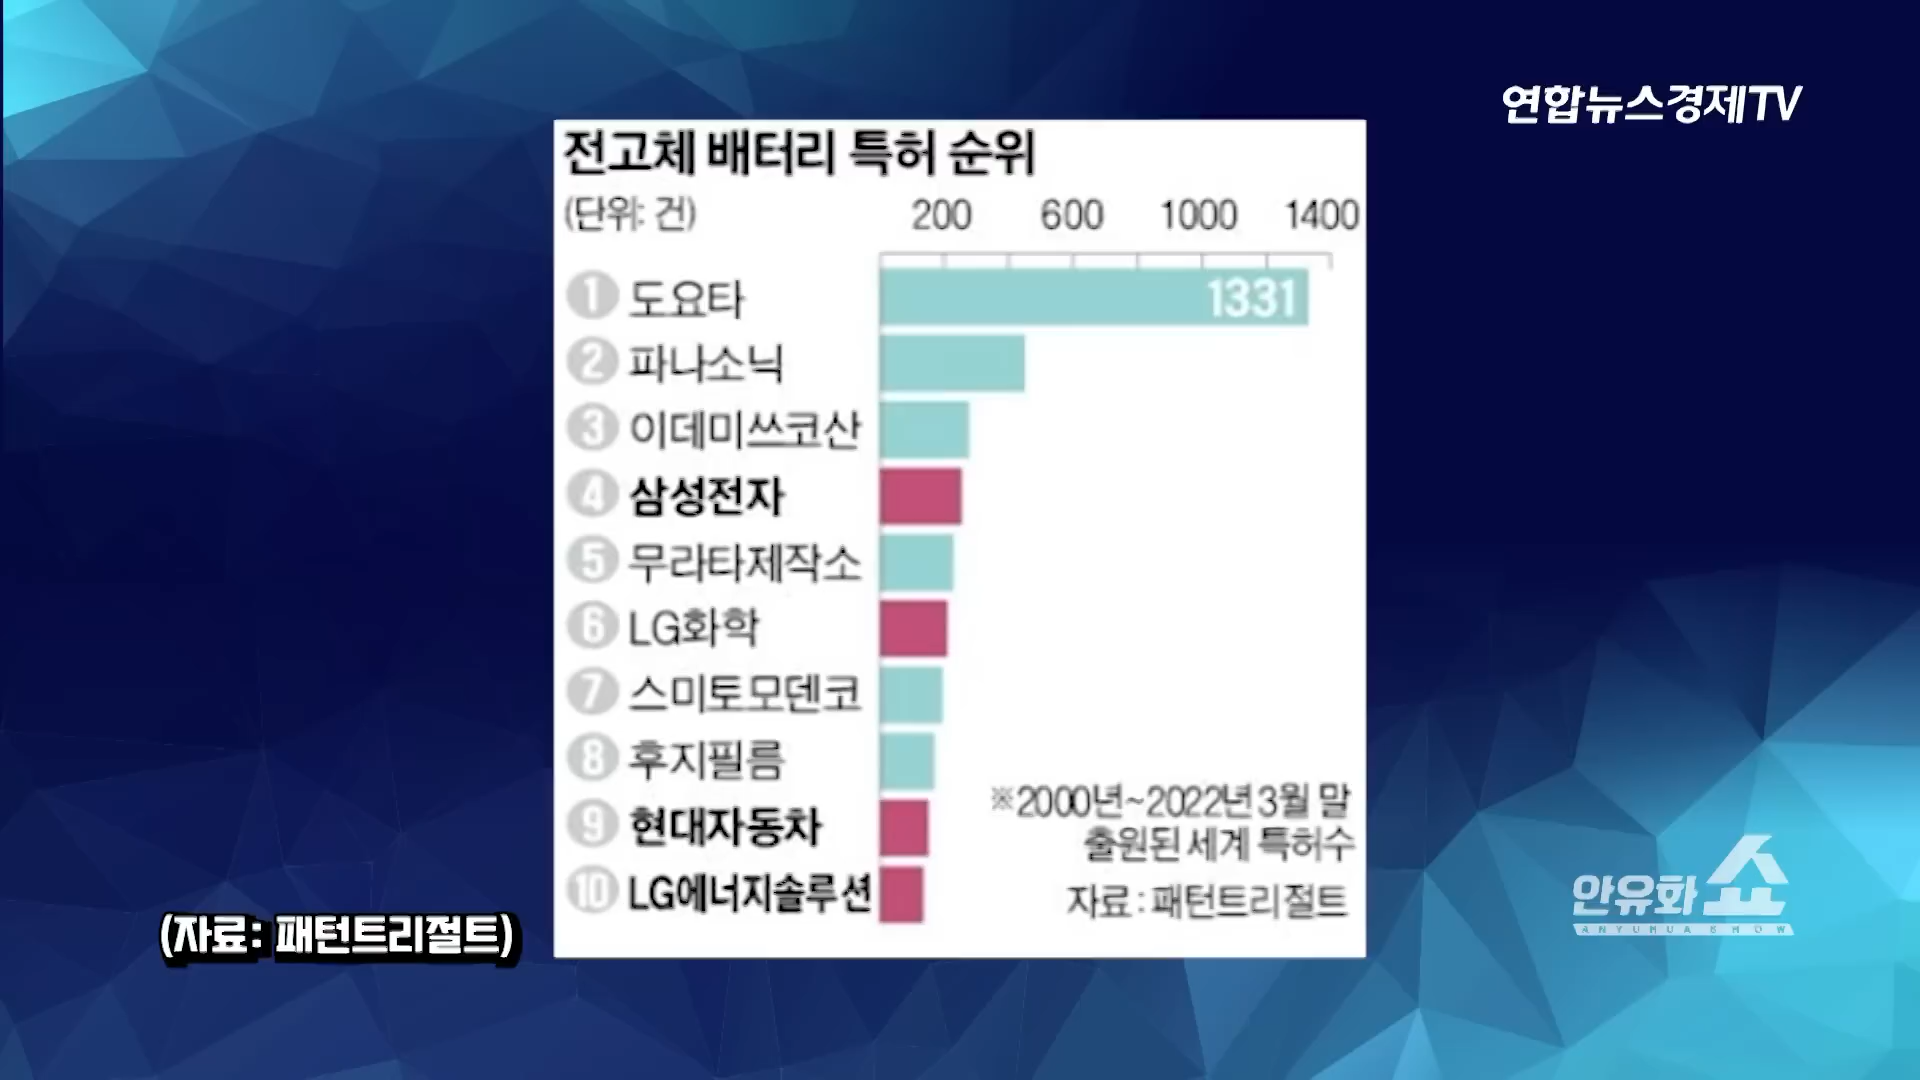 연합뉴스경제TV
전고체 배터리 특허 순위
(단위: 건)
200 600 1000 1400
1 도요타 1331
2 파나소닉
3 이데미쓰코산
4 삼성전자
5 무라타제작소
6 LG화학
7 스미토모덴코
8 후지필름
9 현대자동차
10 LG에너지솔루션
※2000년~2022년 3월 말
출원된 세계 특허수
자료: 패턴트리절트
(자료: 패턴트리절트)
안유화쇼
ANYUHUA SHOW